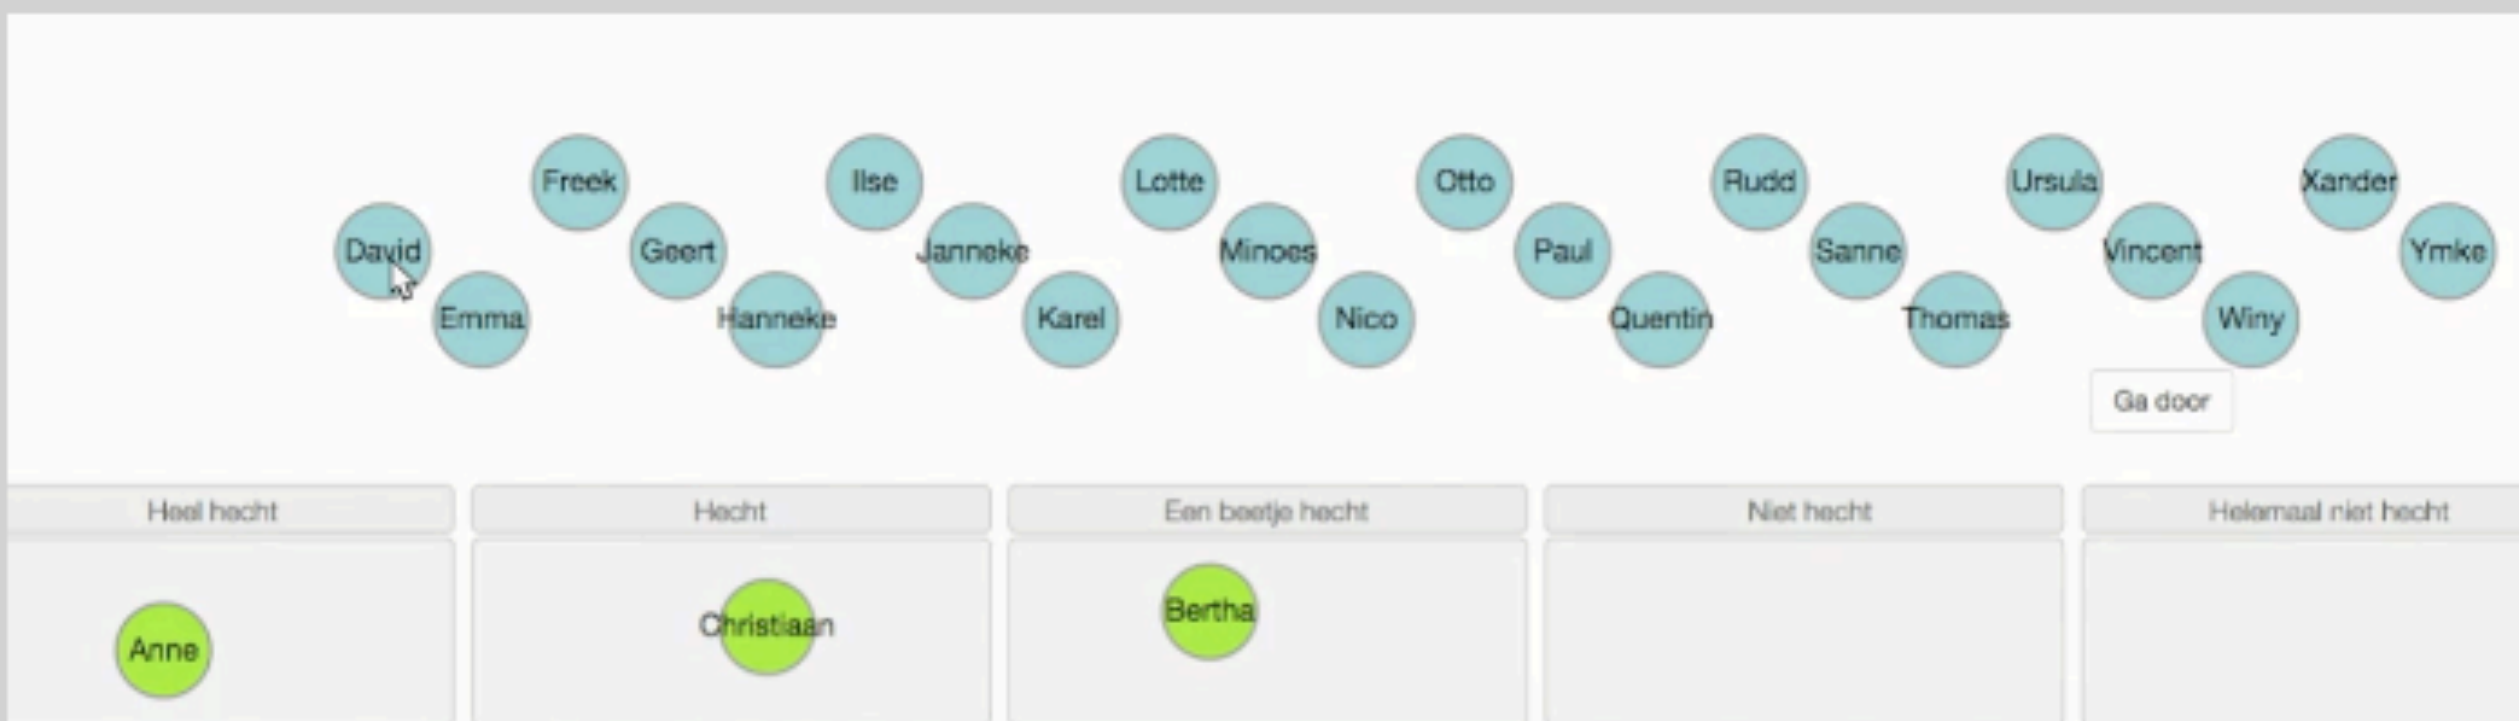 Freek
Ilse
Lotte
Otto
Rudd
Ursula
Xander
David
Geert
Janneke
Minoes
Paul
Sanne
Vincent
Ymke
Emma
Hanneke
Karel
Nico
Quentin
Thomas
Winy
Ga door
Heel hecht
Hecht
Een beetje hecht
Niet hecht
Helemaal niet hecht
Anne
Christiaan
Bertha